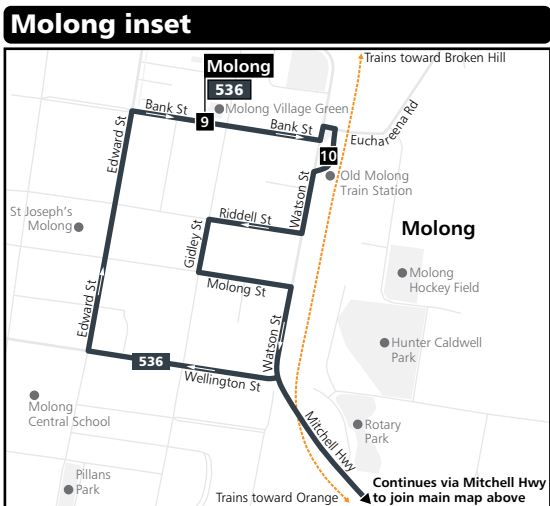 Molong inset
Trains toward Broken Hill
Molong
536
Molong Village Green
Bank St
9
Bank St
Euchareena Rd
Edward St
10
Old Molong
Train Station
Watson St
Riddell St
St Joseph's
Molong
Gidley St
Molong
Molong
Hockey Field
Molong St
Edward St
Watson St
Hunter Caldwell
Park
536
Wellington St
Molong
Central School
Mitchell Hwy
Rotary
Park
Pillans
Park
Continues via Mitchell Hwy
to join main map above
Trains toward Orange